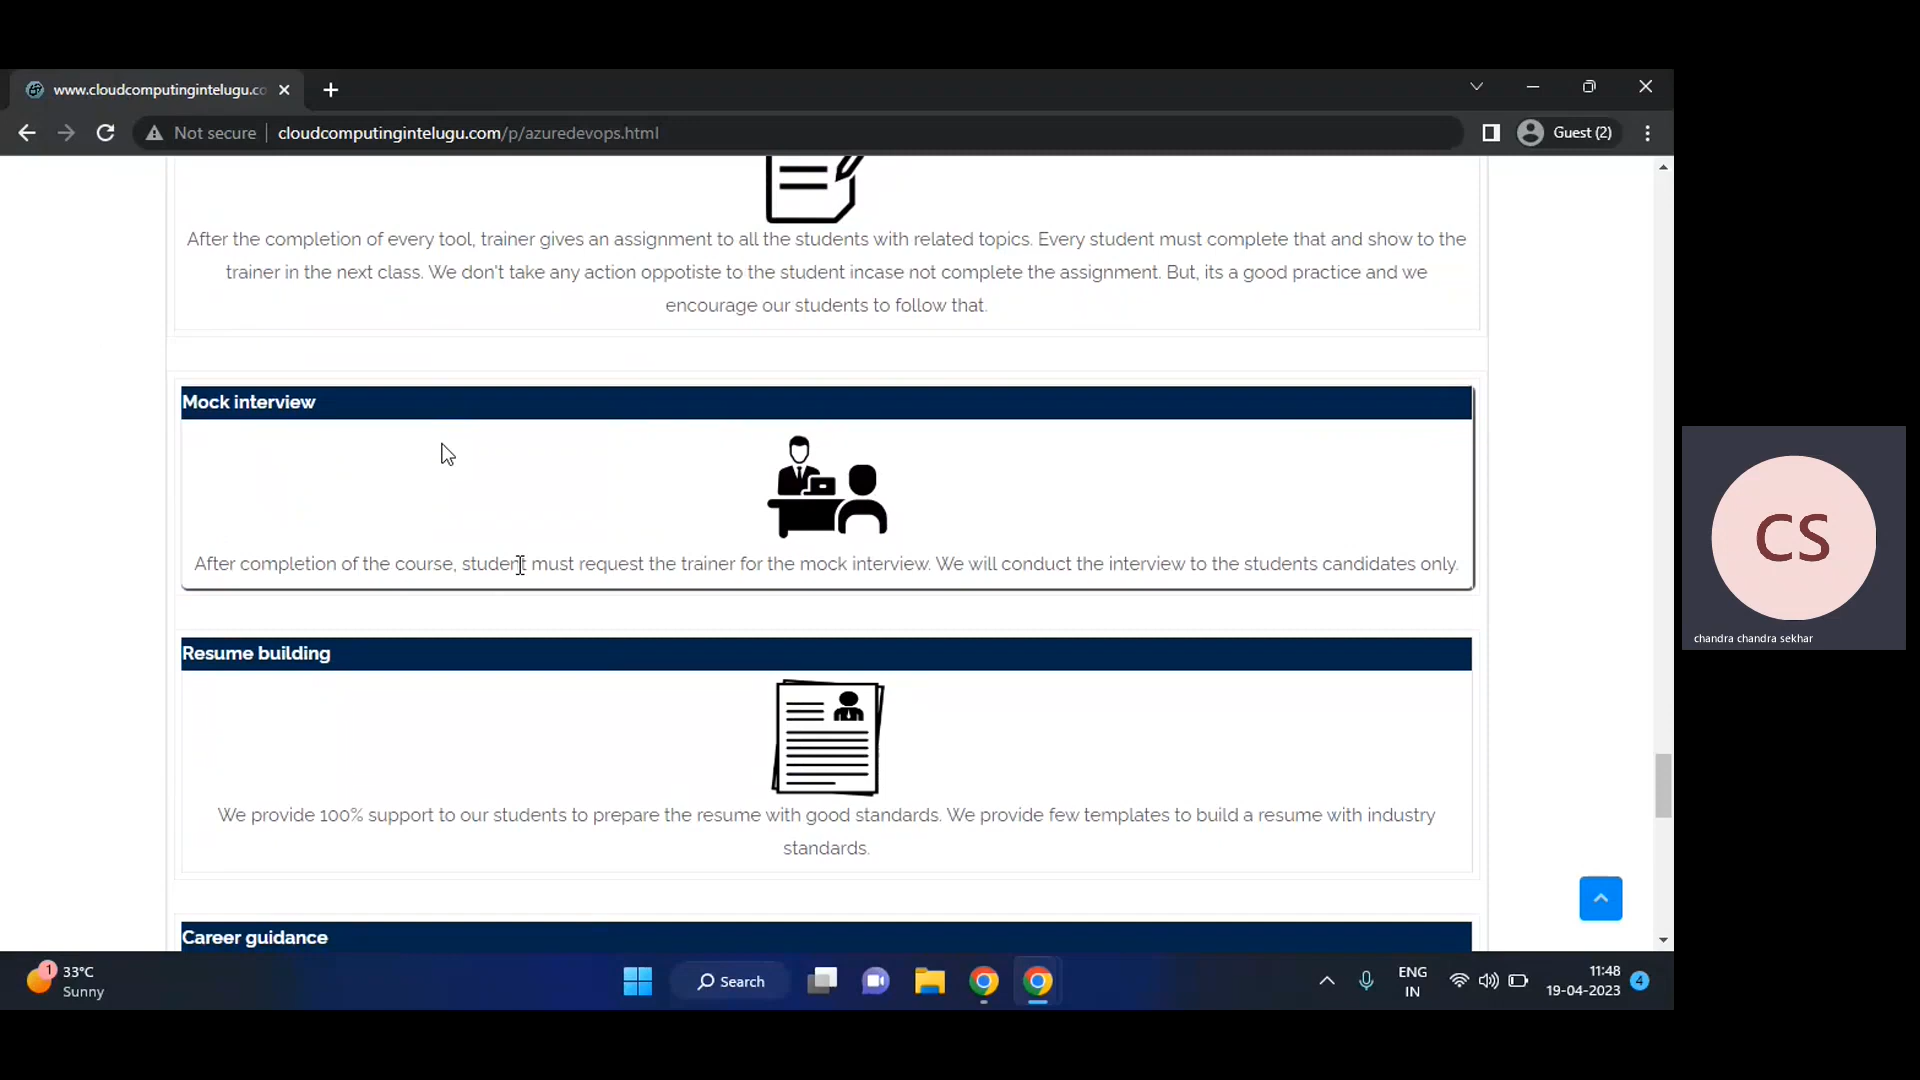 www.cloudcomputingintelugu.co
Not secure
cloudcomputingintelugu.com/p/azuredevops.html
Guest (2)
After the completion of every tool, trainer gives an assignment to all the students with related topics. Every student must complete that and show to the
trainer in the next class. We don't take any action oppotiste to the student incase not complete the assignment. But, its a good practice and we
encourage our students to follow that.
Mock interview
After completion of the course, student must request the trainer for the mock interview. We will conduct the interview to the students candidates only.
CS
chandra chandra sekhar
Resume building
We provide 100% support to our students to prepare the resume with good standards. We provide few templates to build a resume with industry
standards.
Career guidance
1
33°C
Sunny
Search
ENG
IN
11:48
19-04-2023
4